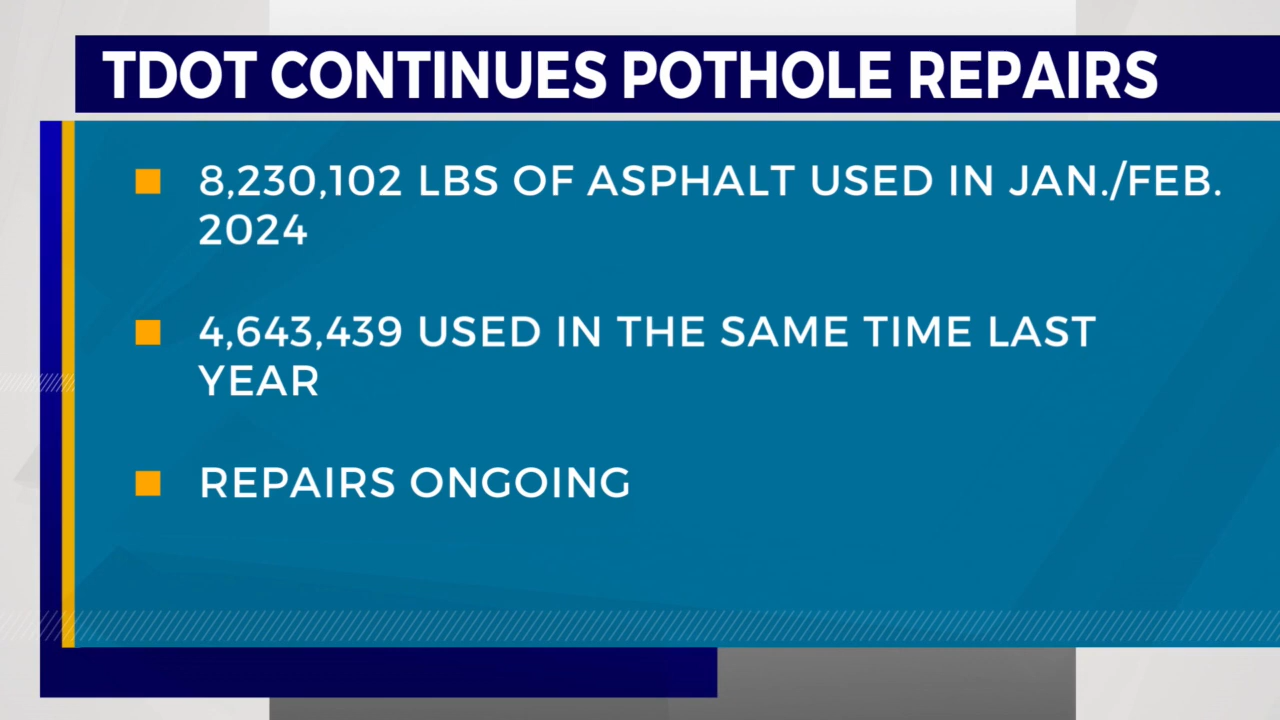 TDOT CONTINUES POTHOLE REPAIRS
8,230,102 LBS OF ASPHALT USED IN JAN./FEB.
2024
4,643,439 USED IN THE SAME TIME LAST
YEAR
REPAIRS ONGOING